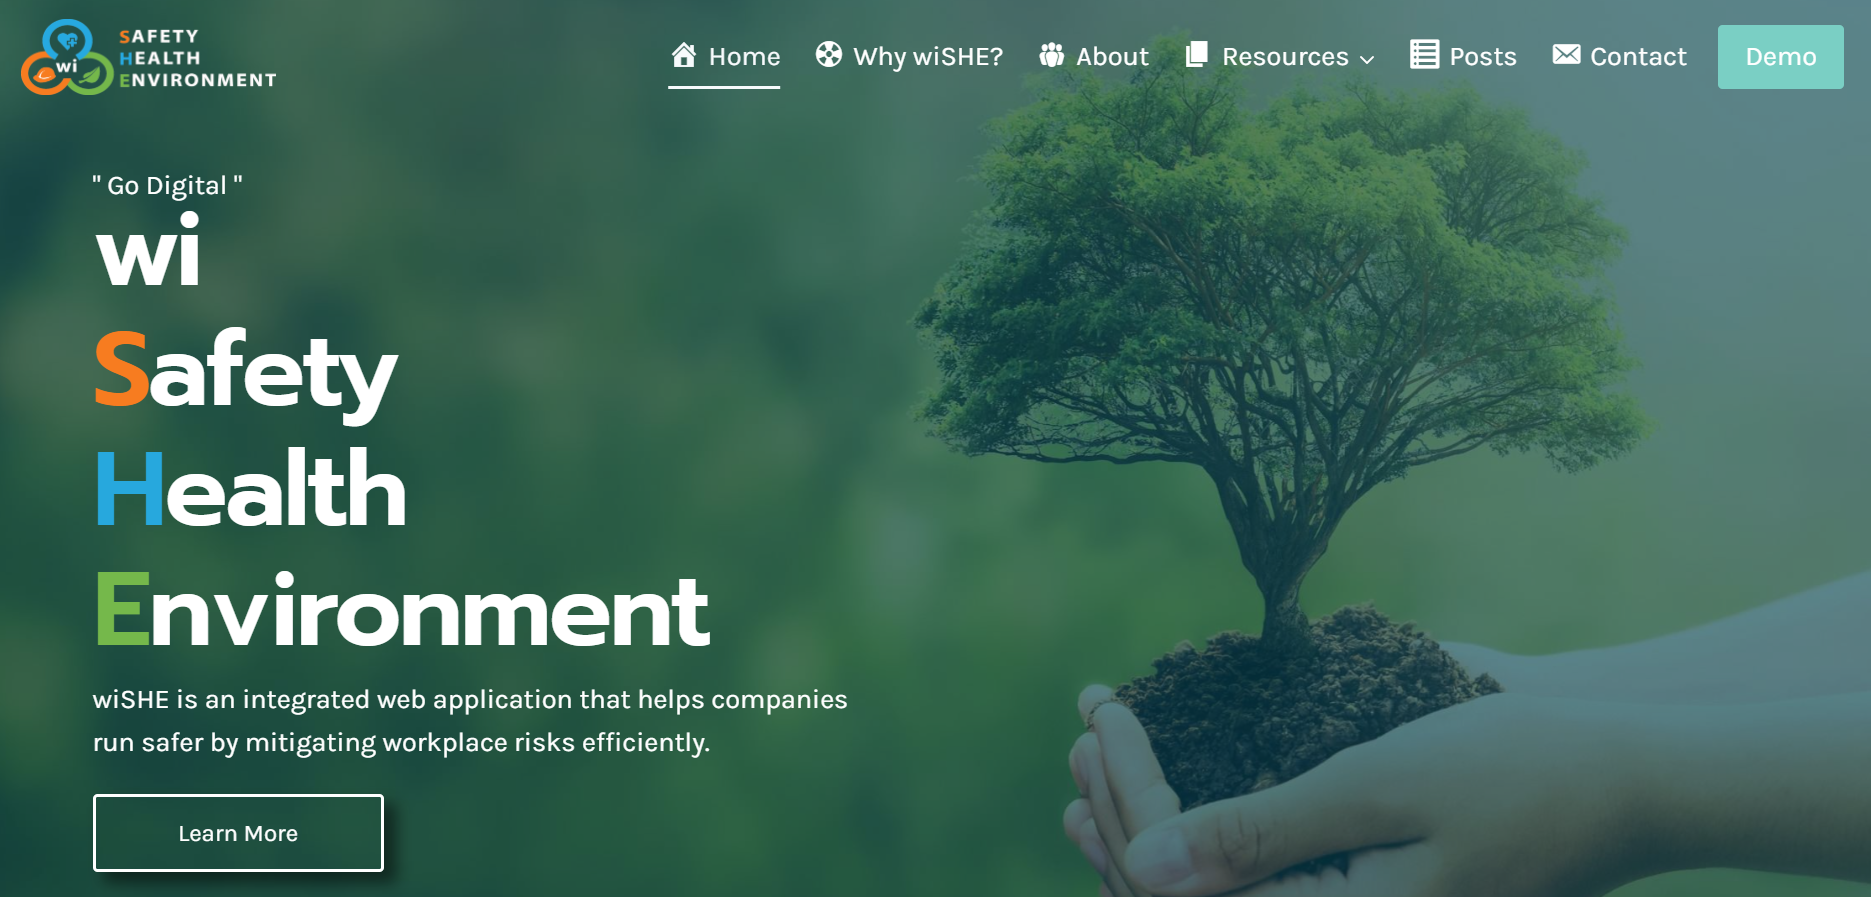 wi
SAFETY
HEALTH
ENVIRONMENT
Home Why wiSHE? About Resources Posts Contact Demo
" Go Digital "
wi
Safety
Health
Environment
wiSHE is an integrated web application that helps companies
run safer by mitigating workplace risks efficiently.
Learn More